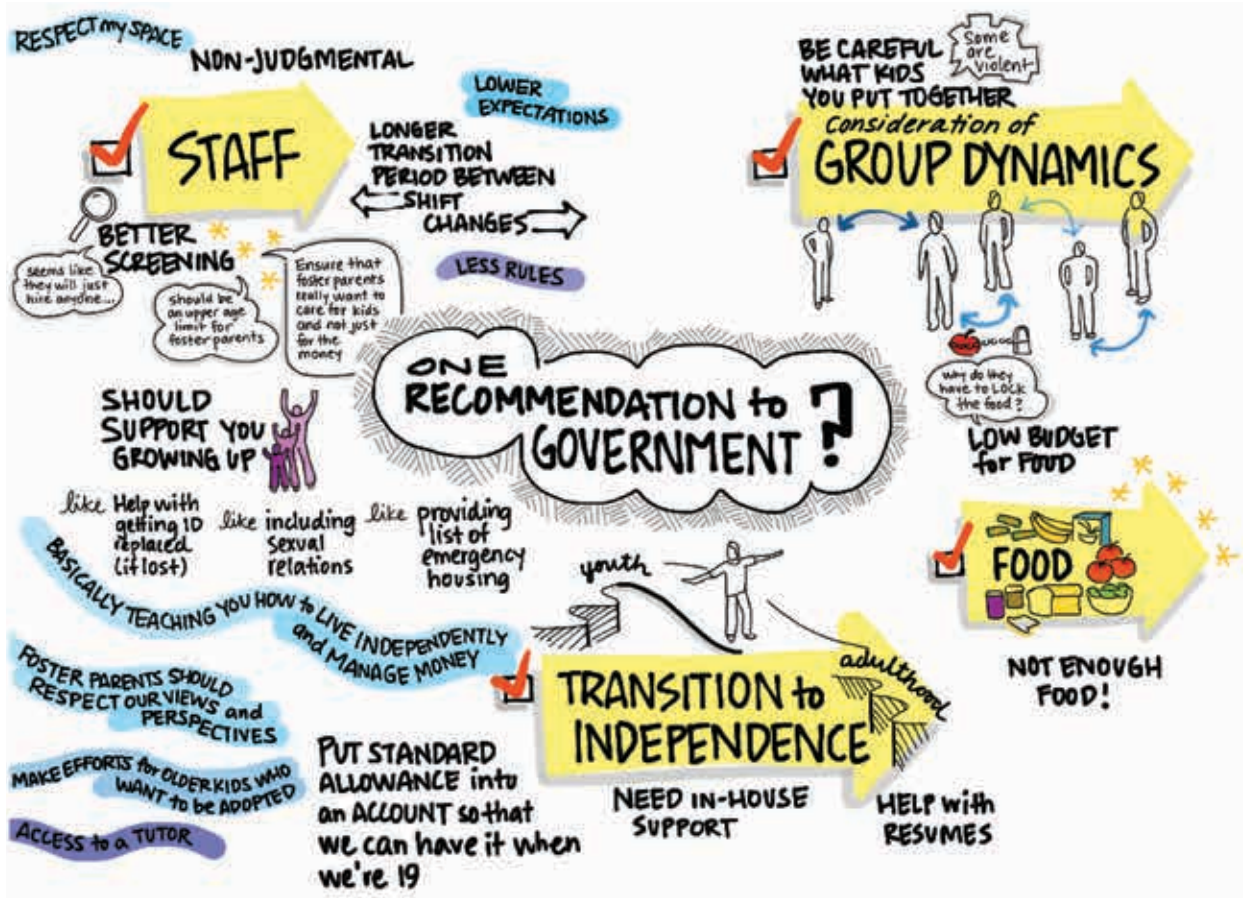 RESPECT my SPACE
NON-JUDGMENTAL
STAFF
LOWER
EXPECTATIONS
LONGER
TRANSITION
PERIOD BETWEEN
SHIFT
CHANGES
LESS RULES
BETTER
SCREENING
seems like
they will just
hire anyone...
should be
an upper age
limit for
foster parents
Ensure that
foster parents
really want to
care for kids
and not just
for the
money
BE CAREFUL
WHAT KIDS
YOU PUT TOGETHER
Some
are
violent
consideration of
GROUP DYNAMICS
why do they
have to LOCK
the food?
LOW BUDGET
for FOOD
FOOD
NOT ENOUGH
FOOD!
ONE
RECOMMENDATION to
GOVERNMENT ?
SHOULD
SUPPORT YOU
GROWING UP
like Help with
getting ID
replaced
(if lost)
like including
sexual
relations
like providing
list of
emergency
housing
BASICALLY TEACHING YOU HOW to LIVE INDEPENDENTLY
and MANAGE MONEY
FOSTER PARENTS SHOULD
RESPECT OUR VIEWS and
PERSPECTIVES
MAKE EFFORTS for OLDER KIDS WHO
WANT to be ADOPTED
ACCESS to a TUTOR
PUT STANDARD
ALLOWANCE into
an ACCOUNT so that
we can have it when
we're 19
youth
adulthood
TRANSITION to
INDEPENDENCE
NEED IN-HOUSE
SUPPORT
HELP with
RESUMES